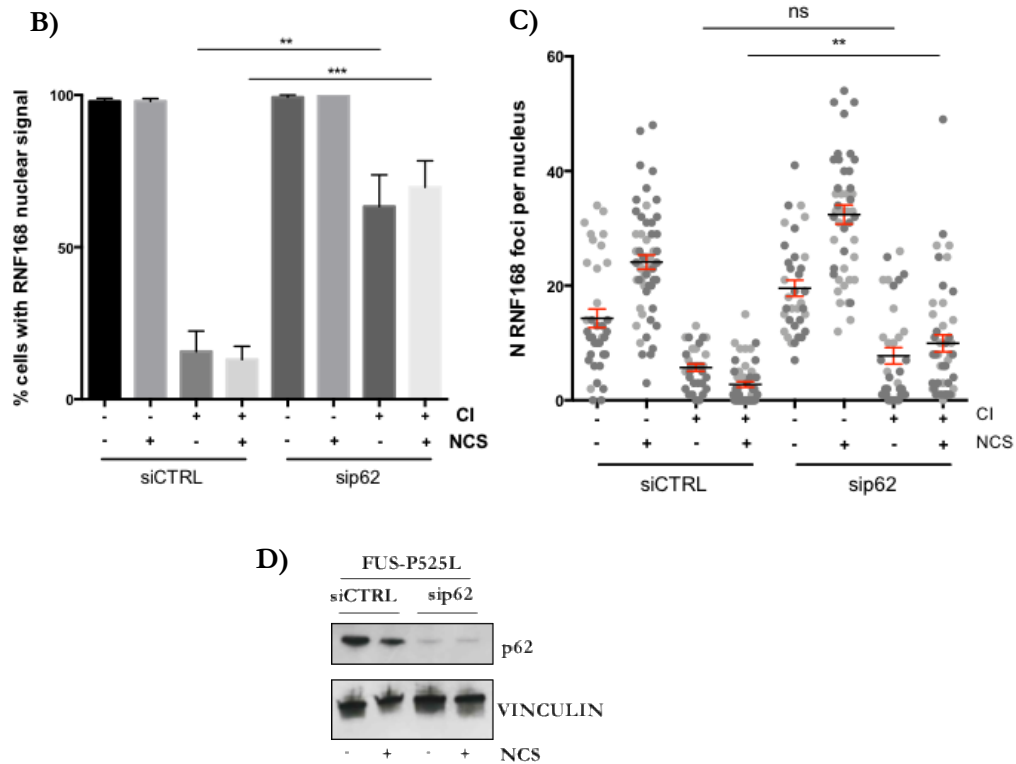 B)
**
***
% cells with RNF168 nuclear signal
100
50
0
- - + + - - + + CI
- + - + - + - + NCS
siCTRL sip62
C)
ns
**
N RNF168 foci per nucleus
60
40
20
0
- - + + - - + + CI
- + - + - + - + NCS
siCTRL sip62
D)
FUS-P525L
siCTRL sip62
p62
VINCULIN
- + - + NCS